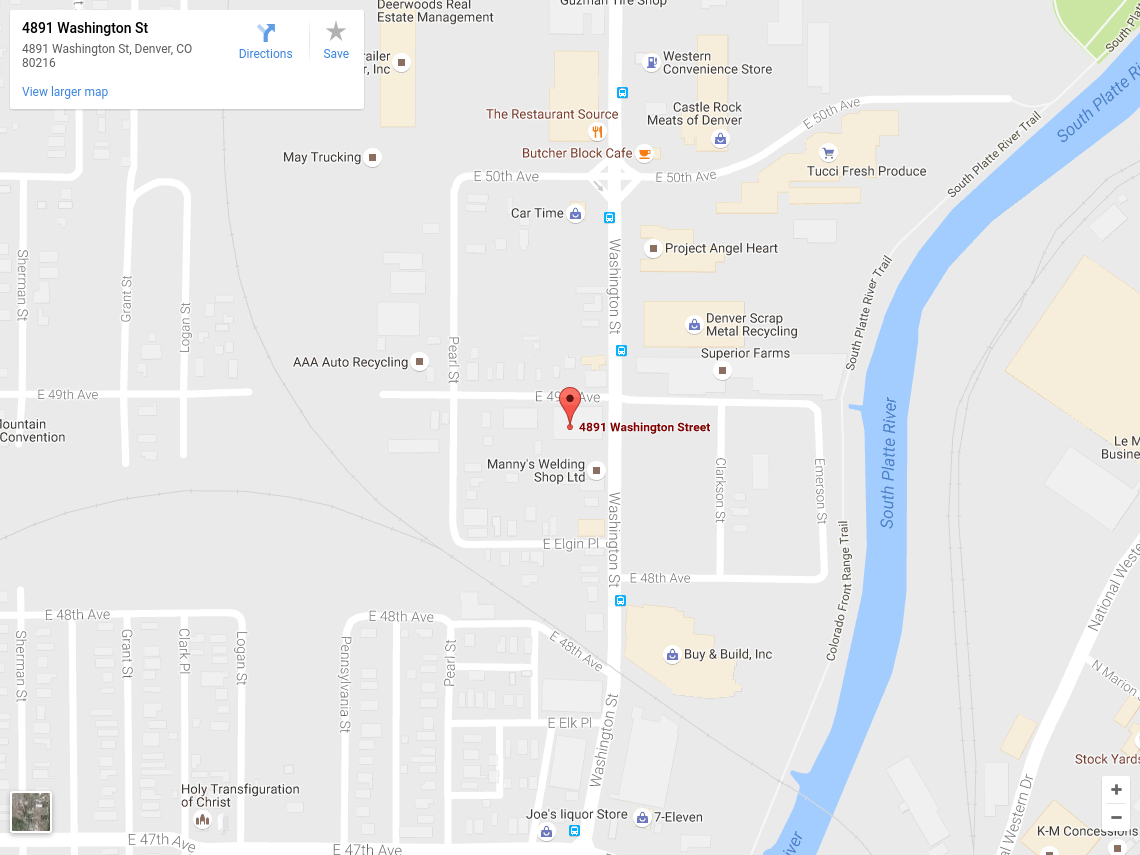 4891 Washington St
4891 Washington St, Denver, CO
80216
Directions
Save
View larger map
Deerwoods Real
Estate Management
Guzman Tire Shop
Western
Convenience Store
The Restaurant Source
Castle Rock
Meats of Denver
Butcher Block Cafe
May Trucking
E 50th Ave
E 50th Ave
E 50th Ave
Tucci Fresh Produce
South Platte River Trail
South Platte River
Car Time
Project Angel Heart
Sherman St
Grant St
Logan St
Washington St
Denver Scrap
Metal Recycling
Superior Farms
South Platte River Trail
AAA Auto Recycling
Pearl St
E 49th Ave
E 49th Ave
4891 Washington Street
Convention
Manny's Welding
Shop Ltd
Clarkson St
Emerson St
South Platte River
Washington St
E Elgin Pl
E 48th Ave
Colorado Front Range Trail
E 48th Ave
E 48th Ave
E 48th Ave
Sherman St
Grant St
Clark Pl
Logan St
Pennsylvania St
Pearl St
Buy & Build, Inc
N Marion
National Western
E Elk Pl
Washington St
Stock Yards
Holy Transfiguration
of Christ
Joe's liquor Store
7-Eleven
Western Dr
K-M Concessions
E 47th Ave
E 47th Ave
River